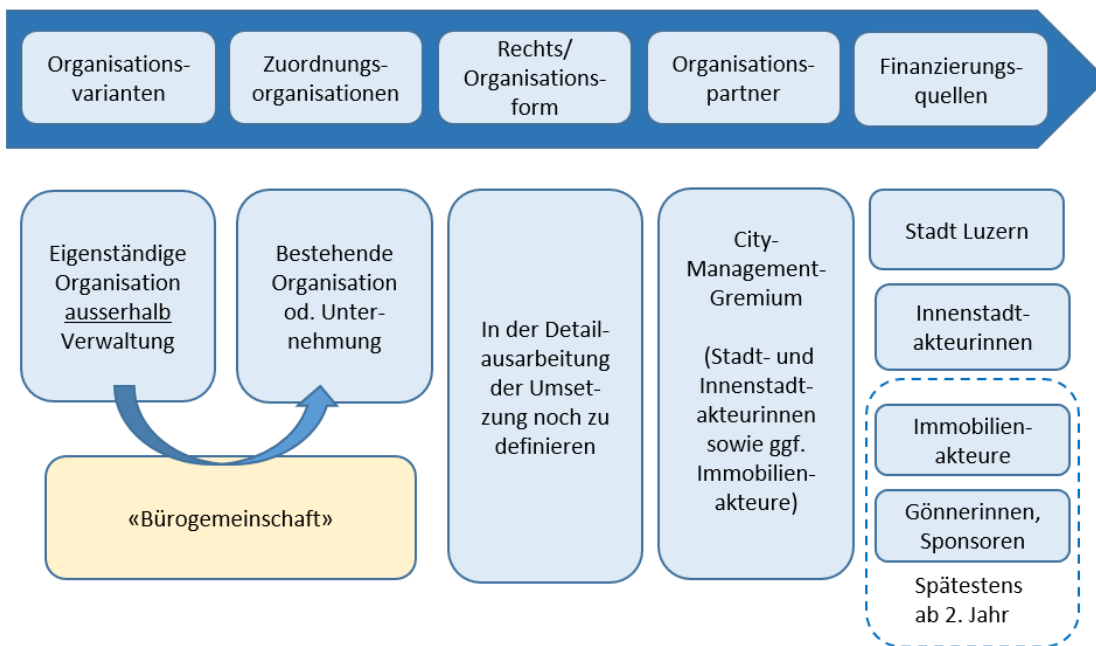 Organisations-
varianten
Zuordnungs-
organisationen
Rechts/
Organisations-
form
Organisations-
partner
Finanzierungs-
quellen
Eigenständige
Organisation
ausserhalb
Verwaltung
Bestehende
Organisation
od. Unter-
nehmung
«Bürogemeinschaft»
In der Detail-
ausarbeitung
der Umset-
zung noch zu
definieren
City-
Management-
Gremium
(Stadt- und
Innenstadt-
akteurinnen
sowie ggf.
Immobilien-
akteure)
Stadt Luzern
Innenstadt-
akteurinnen
Immobilien-
akteure
Gönnerinnen,
Sponsoren
Spätestens
ab 2. Jahr